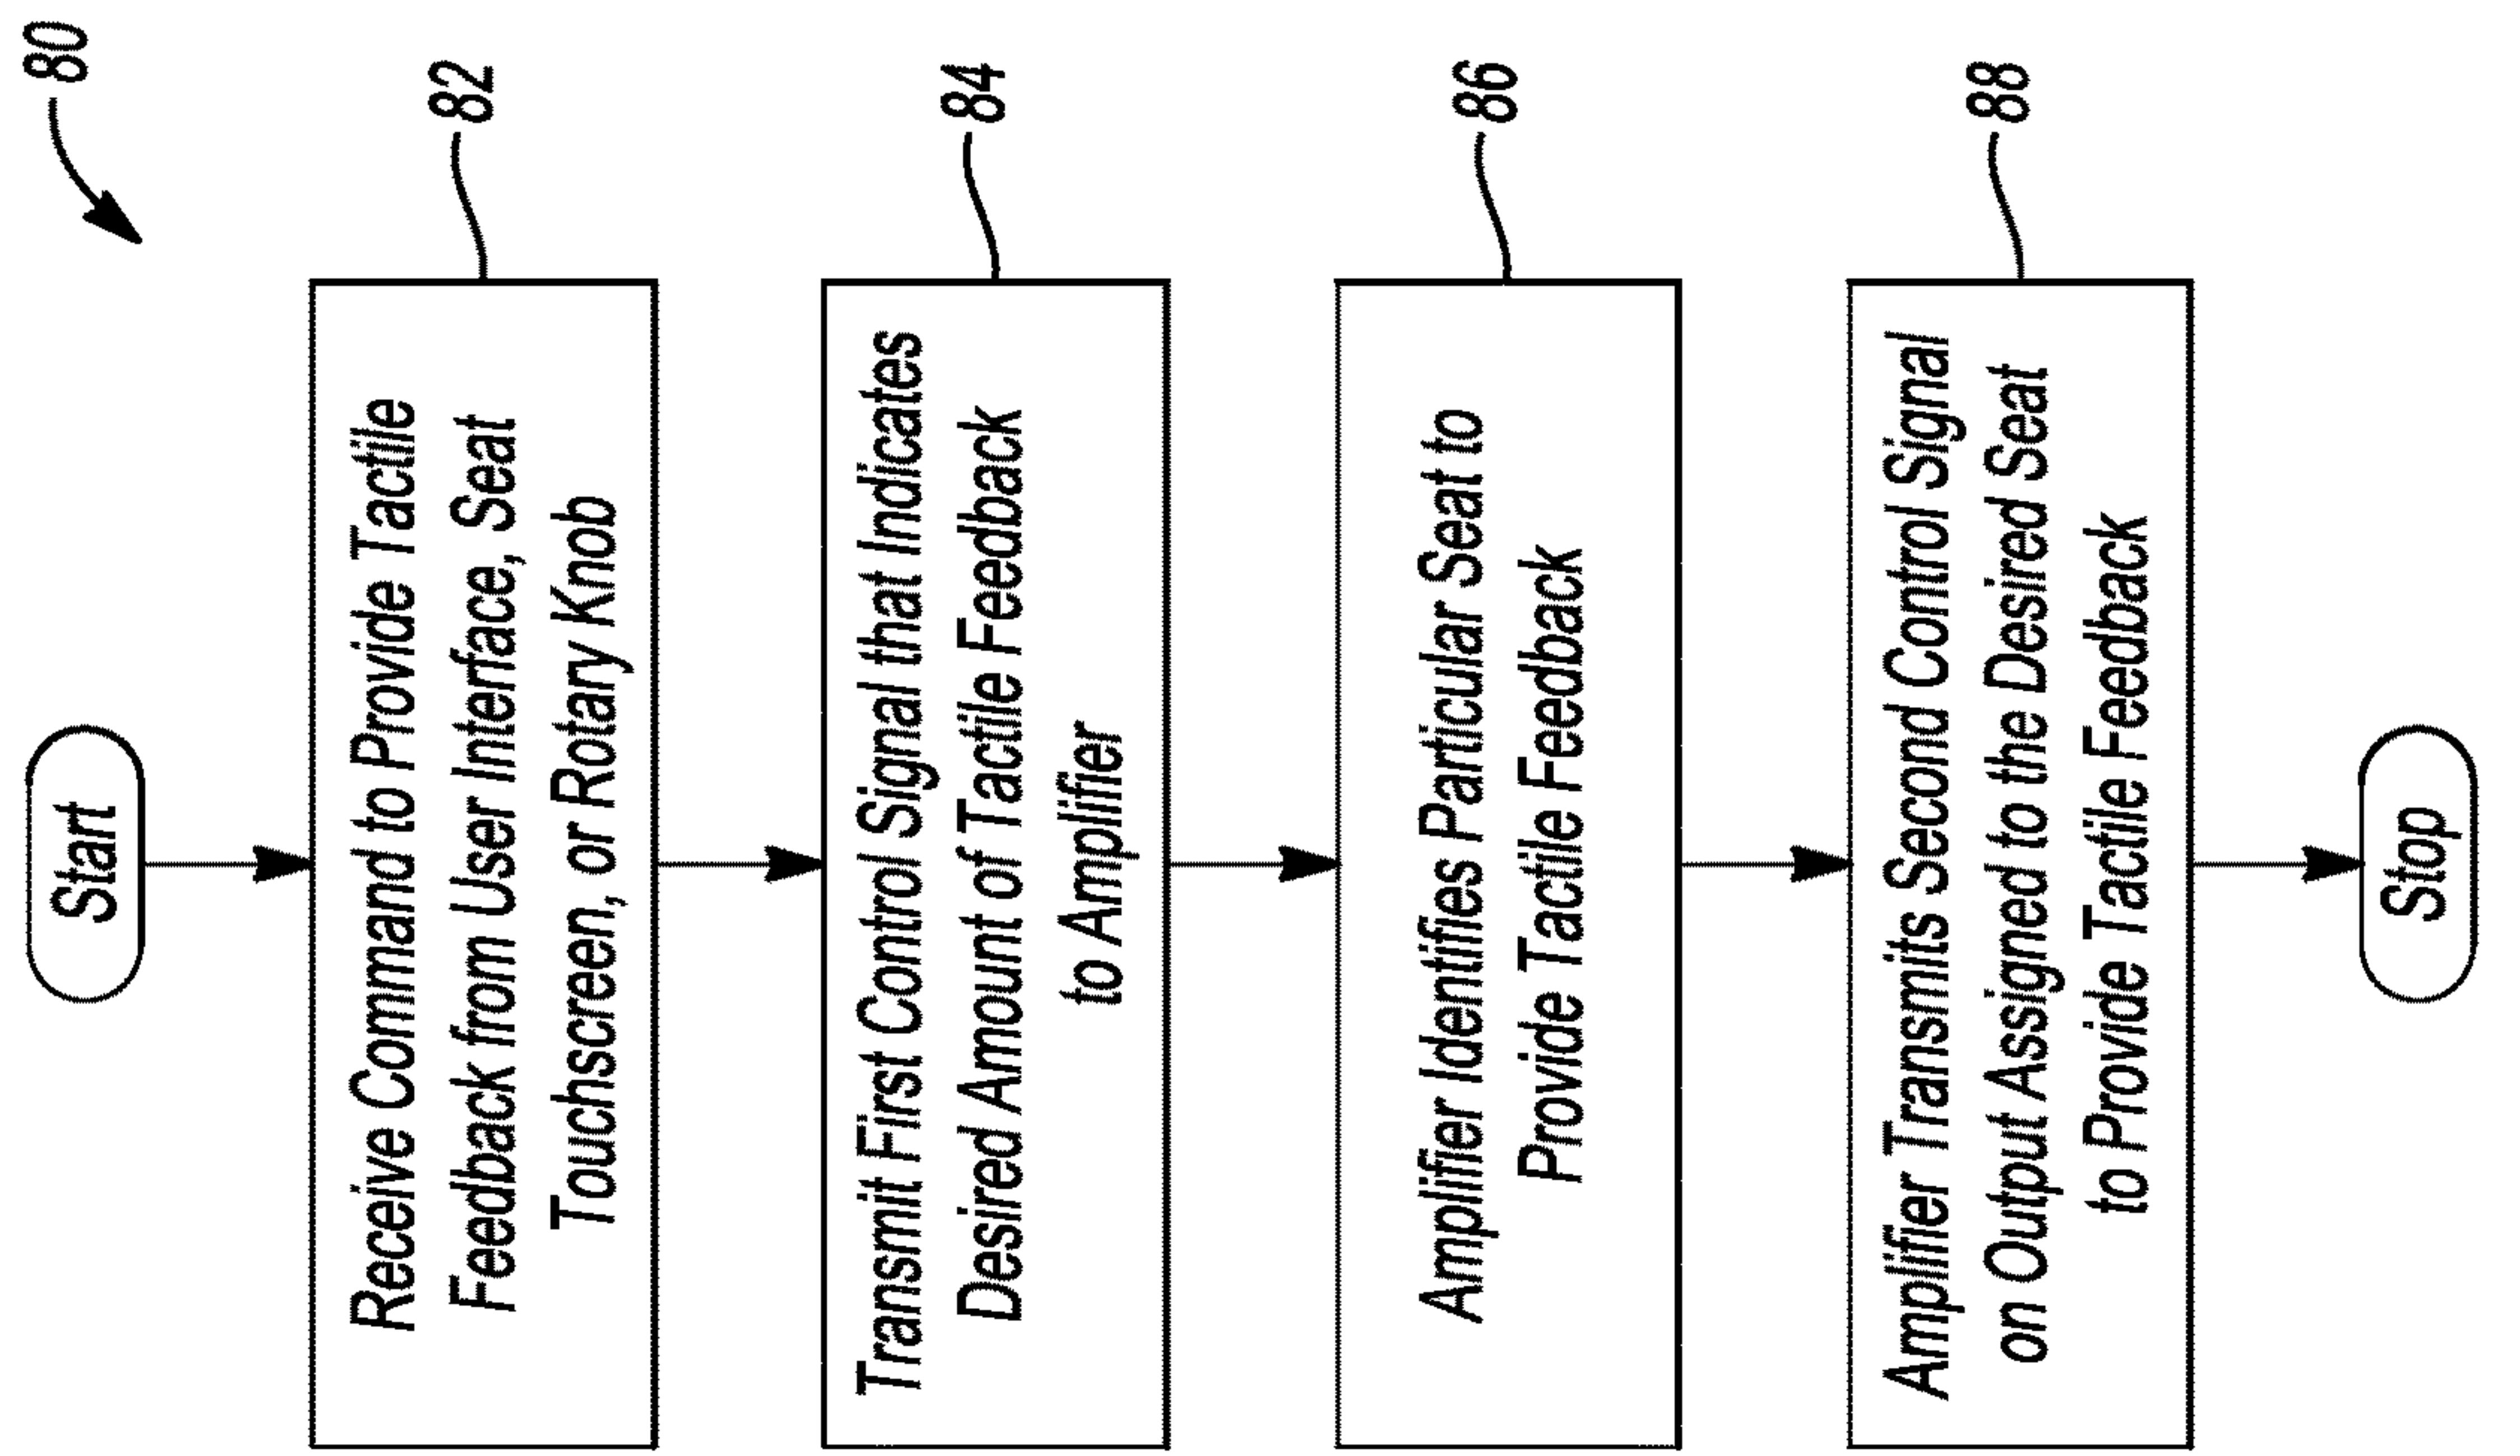 80
Start
82
Receive Command to Provide Tactile
Feedback from User Interface, Seat
Touchscreen, or Rotary Knob
84
Transmit First Control Signal that Indicates
Desired Amount of Tactile Feedback
to Amplifier
86
Amplifier Identifies Particular Seat to
Provide Tactile Feedback
88
Amplifier Transmits Second Control Signal
on Output Assigned to the Desired Seat
to Provide Tactile Feedback
Stop